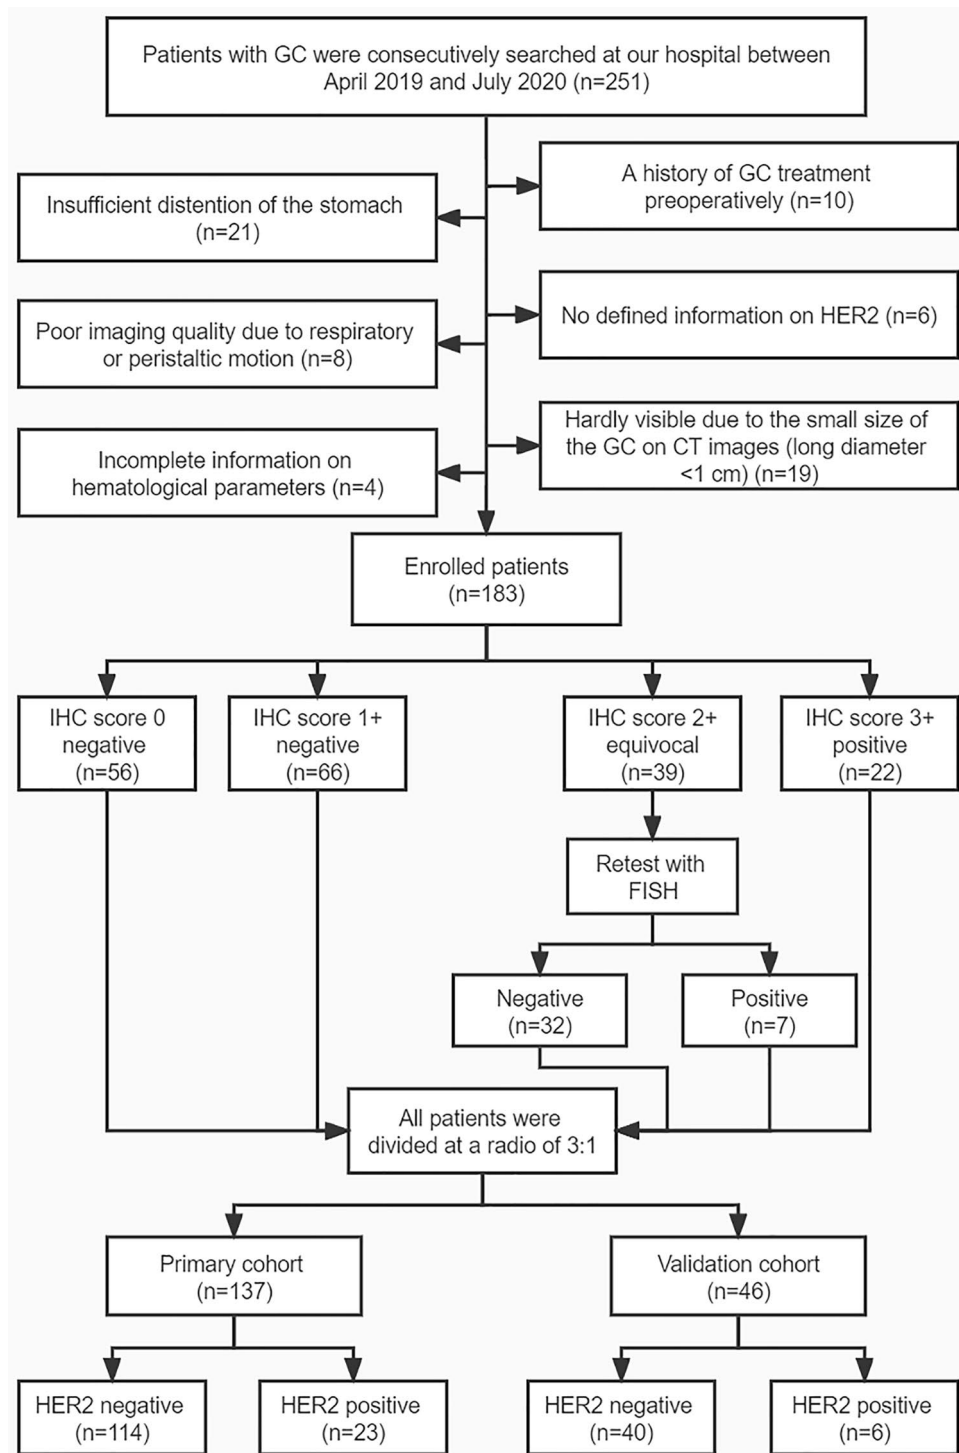 Patients with GC were consecutively searched at our hospital between
April 2019 and July 2020 (n=251)
A history of GC treatment
preoperatively (n=10)
Insufficient distention of the stomach
(n=21)
No defined information on HER2 (n=6)
Poor imaging quality due to respiratory
or peristaltic motion (n=8)
Hardly visible due to the small size of
the GC on CT images (long diameter
<1 cm) (n=19)
Incomplete information on
hematological parameters (n=4)
Enrolled patients
(n=183)
IHC score 0
negative
(n=56)
IHC score 1+
negative
(n=66)
IHC score 2+
equivocal
(n=39)
IHC score 3+
positive
(n=22)
Retest with
FISH
Negative
(n=32)
Positive
(n=7)
All patients were
divided at a radio of 3:1
Primary cohort
(n=137)
Validation cohort
(n=46)
HER2 negative
(n=114)
HER2 positive
(n=23)
HER2 negative
(n=40)
HER2 positive
(n=6)